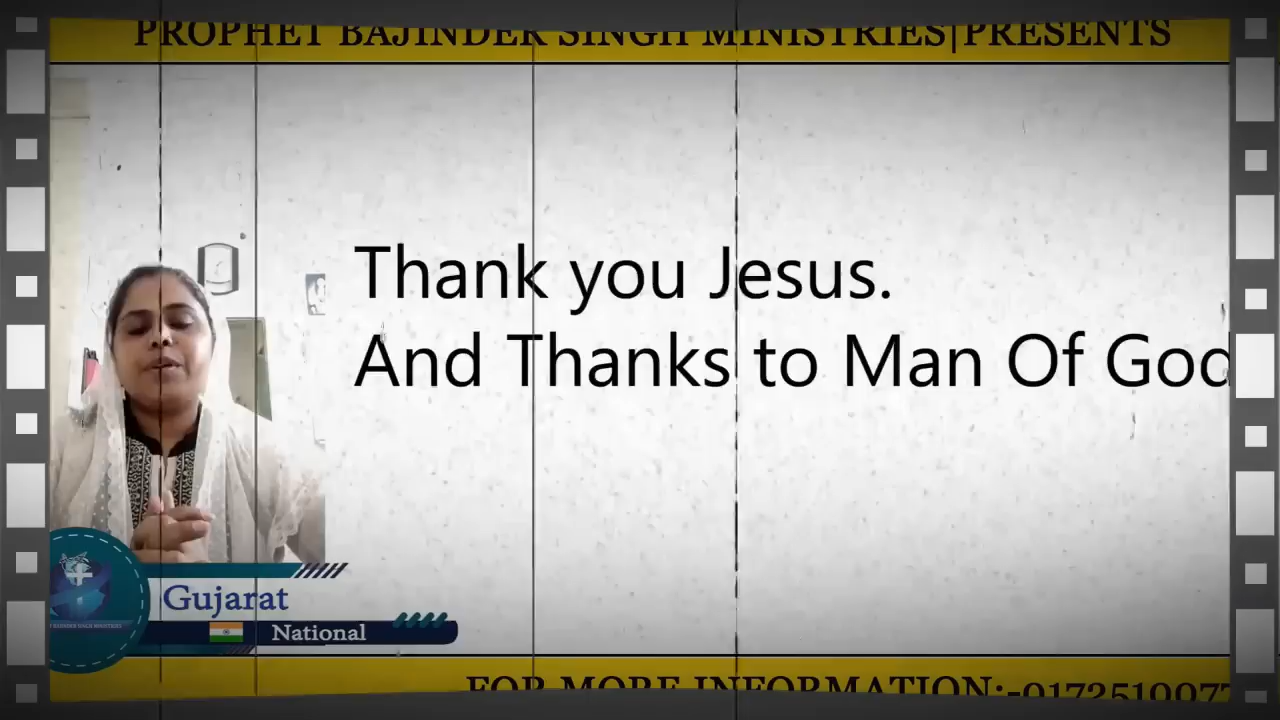 PROPHET BAJINDER SINGH MINISTRIES|PRESENTS
Thank you Jesus.
And Thanks to Man Of God
Gujarat
National
FOR MORE INFORMATION:-0172510077